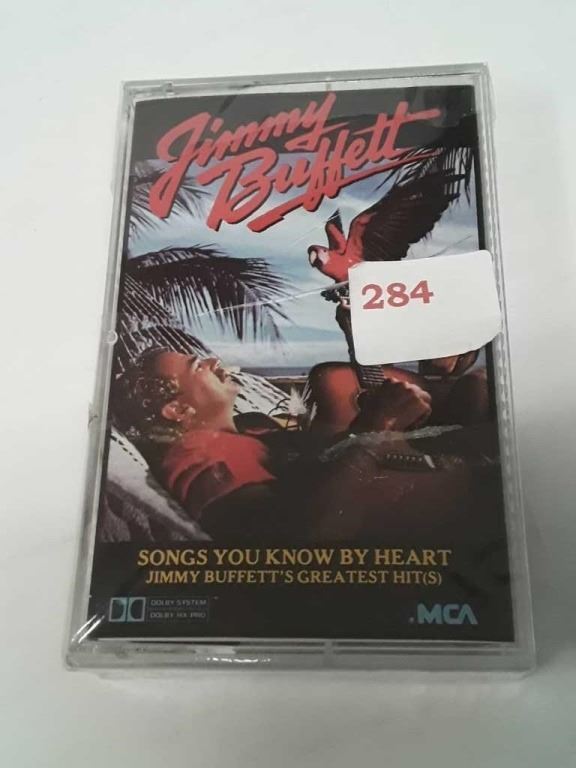 Jimmy
Buffett
284
SONGS YOU KNOW BY HEART
JIMMY BUFFETT'S GREATEST HIT(S)
DOLBY SYSTEM
DOLBY HX PRO
MCA